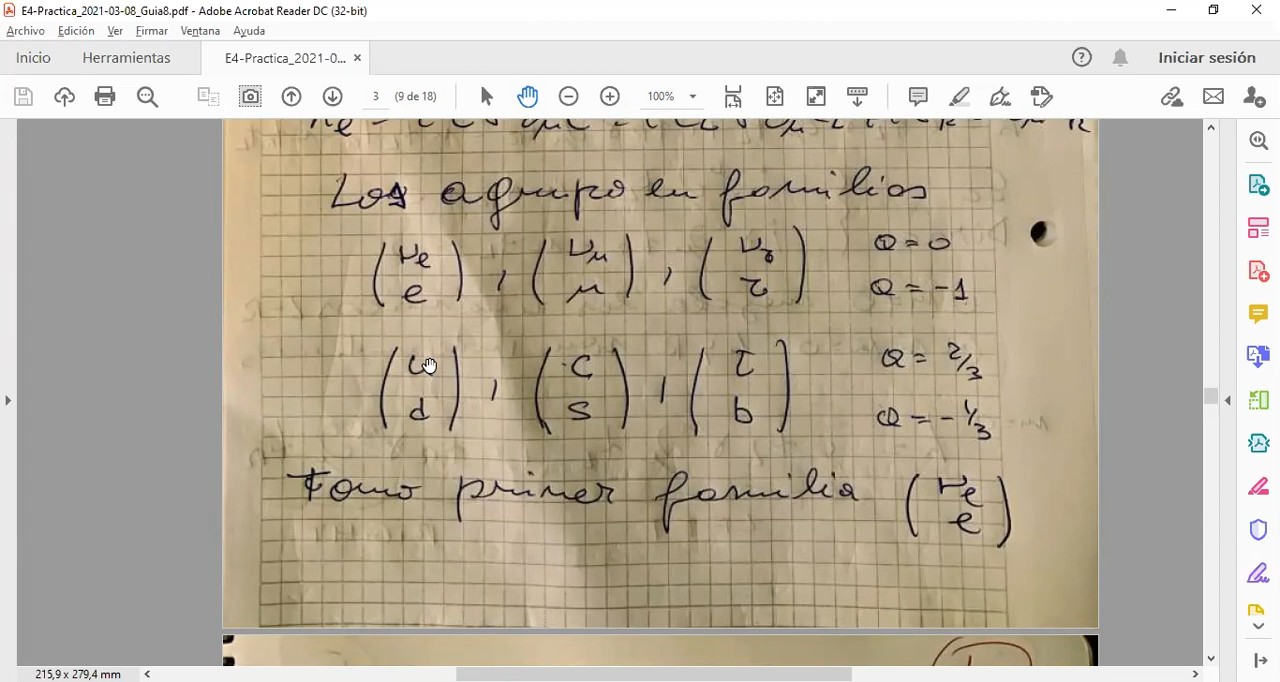 E4-Practica_2021-03-08_Guia8.pdf - Adobe Acrobat Reader DC (32-bit)
Archivo Edición Ver Firmar Ventana Ayuda
Inicio Herramientas E4-Practica_2021-0... × Iniciar sesión
3 (9 de 18) 100%
Los agrupo en familias
(νe e) , (νμ μ) , (ντ τ) Q = 0 Q = -1
(u d) , (c s) , (t b) Q = 2/3 Q = -1/3
Tomo primer familia (νe e)
215,9 x 279,4 mm